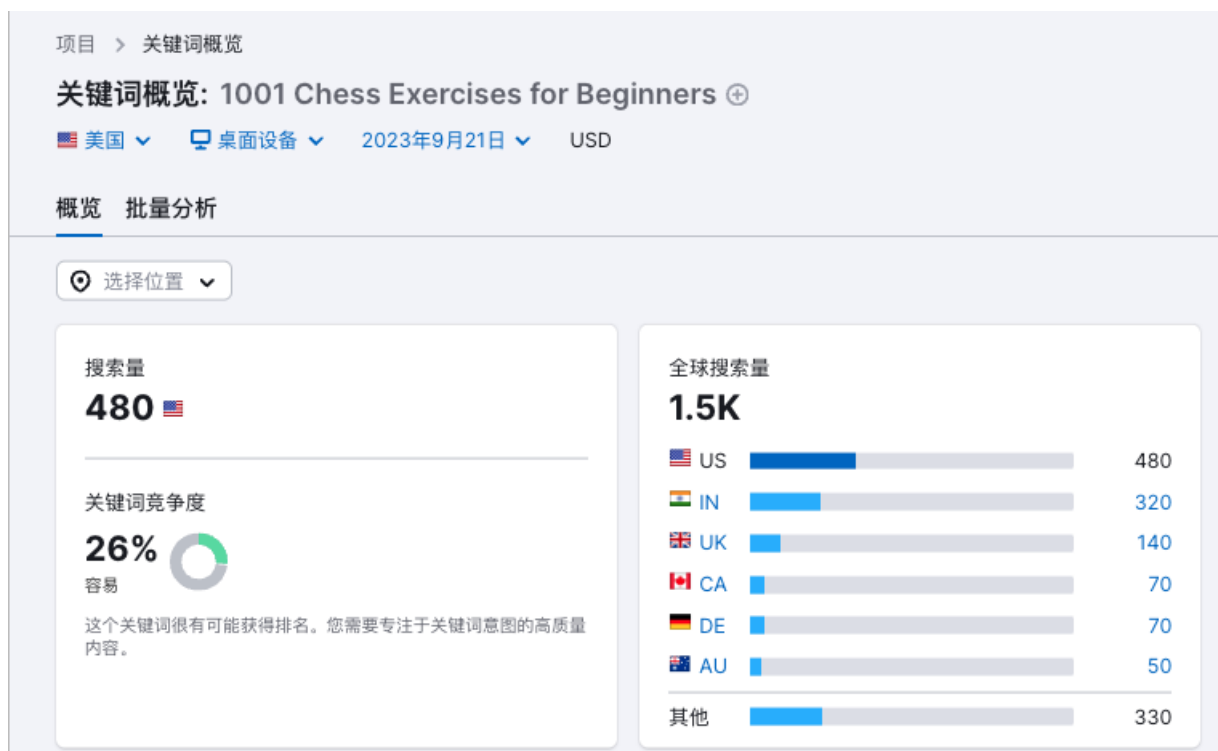 项目 > 关键词概览
关键词概览: 1001 Chess Exercises for Beginners
美国 桌面设备 2023年9月21日 USD
概览 批量分析
选择位置
搜索量
480
关键词竞争度
26%
容易
这个关键词很有可能获得排名。您需要专注于关键词意图的高质量
内容。
全球搜索量
1.5K
US 480
IN 320
UK 140
CA 70
DE 70
AU 50
其他 330